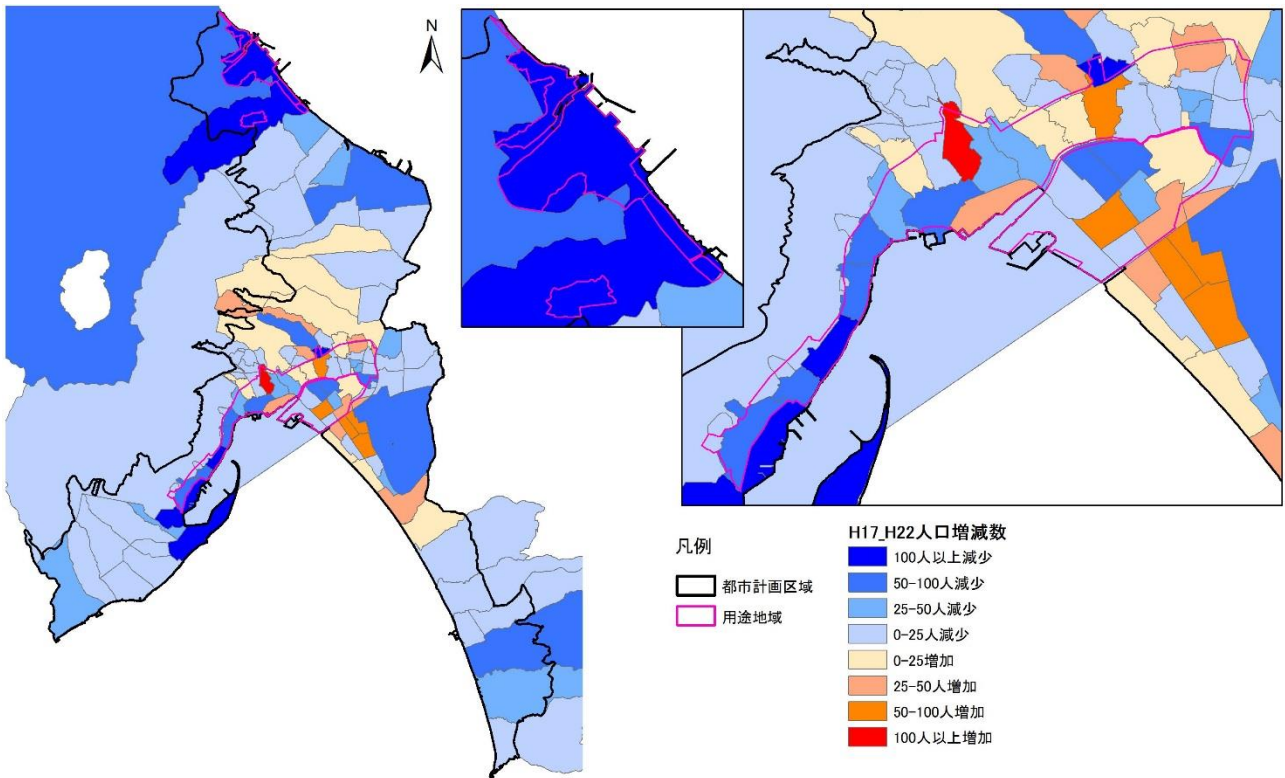 N
凡例
都市計画区域
用途地域
H17_H22人口増減数
100人以上減少
50-100人減少
25-50人減少
0-25人減少
0-25増加
25-50人増加
50-100人増加
100人以上増加